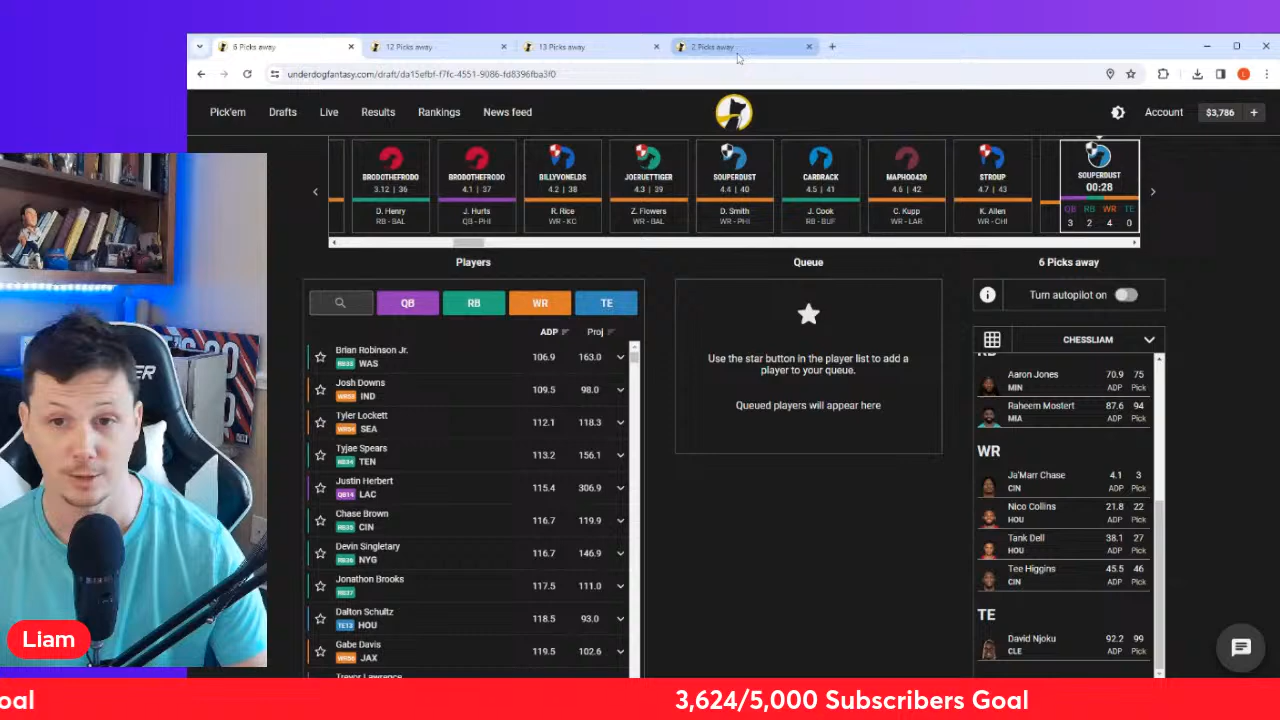 6 Picks away
12 Picks away
13 Picks away
2 Picks away
underdogfantasy.com/draft/da15efbf-f7fc-4551-9086-fd8396fba3f0
Pick'em Drafts Live Results Rankings News feed
Account $3,786 +
BRODOTHEFRODO
3.12 | 36
D. Henry
RB - BAL
BRODOTHEFRODO
4.1 | 37
J. Hurts
QB - PHI
BILLYVONELDS
4.2 | 38
R. Rice
WR - KC
JOERUETTIGER
4.3 | 39
Z. Flowers
WR - BAL
SOUPERDUST
4.4 | 40
D. Smith
WR - PHI
CARDRACK
4.5 | 41
J. Cook
RB - BUF
MAPHOO420
4.6 | 42
C. Kupp
WR - LAR
STROUP
4.7 | 43
K. Allen
WR - CHI
SOUPERDUST
00:28
QB RB WR TE
3 2 4 0
Players
Queue
6 Picks away
QB RB WR TE
ADP Proj
Brian Robinson Jr. 106.9 163.0
RB33 WAS
Josh Downs 109.5 98.0
IND
Tyler Lockett 112.1 118.3
SEA
Tyjae Spears 113.2 156.1
RB34 TEN
Justin Herbert 115.4 306.9
QB14 LAC
Chase Brown 116.7 119.9
RB35 CIN
Devin Singletary 116.7 146.9
RB36 NYG
Jonathon Brooks 117.5 111.0
RB37
Dalton Schultz 118.5 93.0
TE13 HOU
Gabe Davis 119.5 102.6
JAX
Trevor Lawrence
Use the star button in the player list to add a
player to your queue.
Queued players will appear here
Turn autopilot on
CHESSLIAM
RB
Aaron Jones 70.9 75
MIN ADP Pick
Raheem Mostert 87.6 94
MIA ADP Pick
WR
Ja'Marr Chase 4.1 3
CIN ADP Pick
Nico Collins 21.8 22
HOU ADP Pick
Tank Dell 38.1 27
HOU ADP Pick
Tee Higgins 45.5 46
CIN ADP Pick
TE
David Njoku 92.2 99
CLE ADP Pick
Liam
oal
3,624/5,000 Subscribers Goal